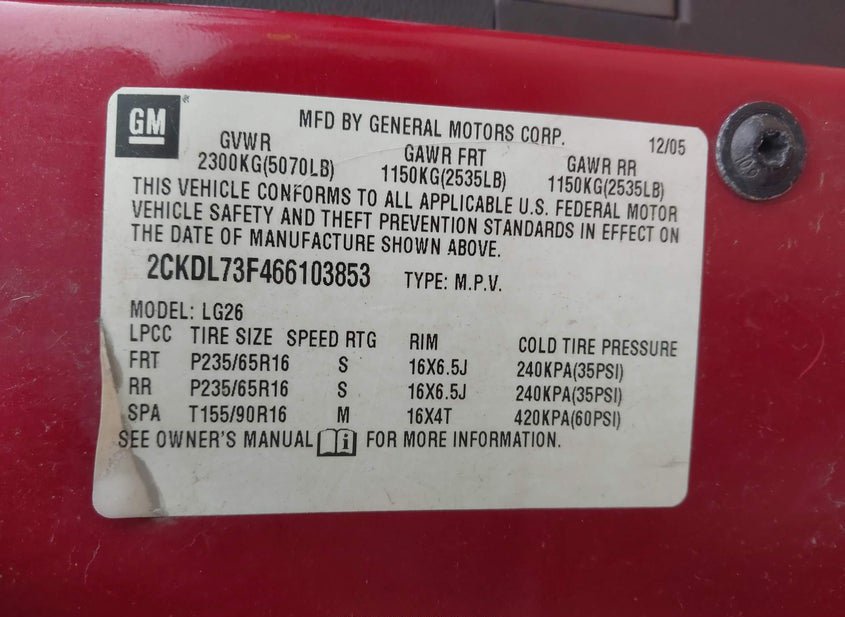 GM
MFD BY GENERAL MOTORS CORP. 12/05
GVWR GAWR FRT GAWR RR
2300KG(5070LB) 1150KG(2535LB) 1150KG(2535LB)
THIS VEHICLE CONFORMS TO ALL APPLICABLE U.S. FEDERAL MOTOR
VEHICLE SAFETY AND THEFT PREVENTION STANDARDS IN EFFECT ON
THE DATE OF MANUFACTURE SHOWN ABOVE.
2CKDL73F466103853 TYPE: M.P.V.
MODEL: LG26
LPCC TIRE SIZE SPEED RTG RIM COLD TIRE PRESSURE
FRT P235/65R16 S 16X6.5J 240KPA(35PSI)
RR P235/65R16 S 16X6.5J 240KPA(35PSI)
SPA T155/90R16 M 16X4T 420KPA(60PSI)
SEE OWNER'S MANUAL FOR MORE INFORMATION.